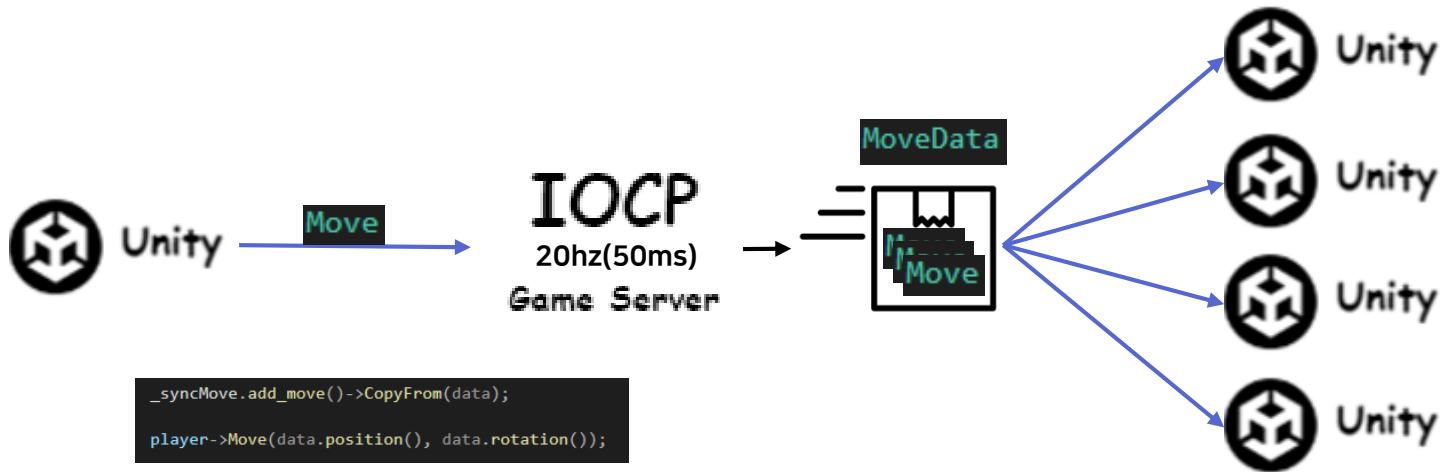 Unity
Move
IOCP
20hz(50ms)
Game Server
MoveData
Move
Unity
Unity
Unity
Unity
_syncMove.add_move()->CopyFrom(data);
player->Move(data.position(), data.rotation());